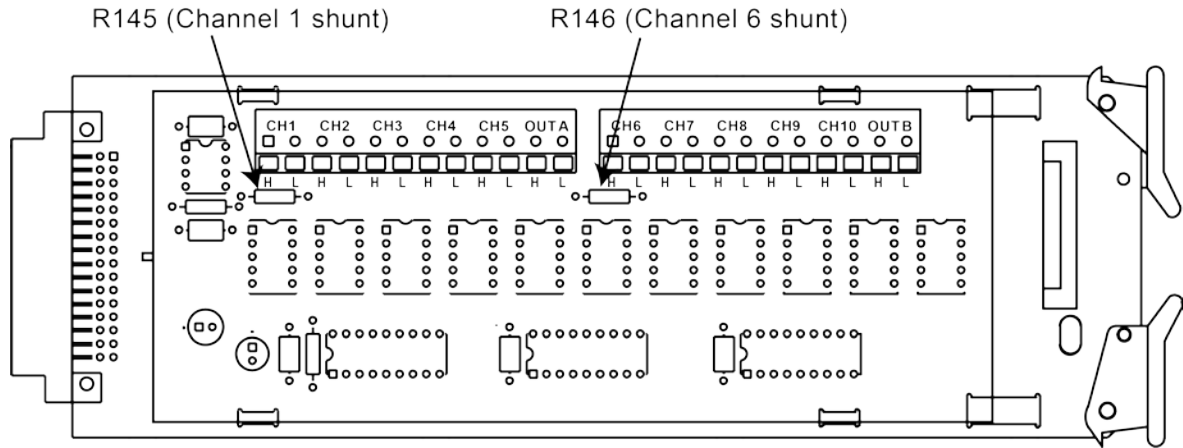 R145 (Channel 1 shunt) R146 (Channel 6 shunt)
CH1 CH2 CH3 CH4 CH5 OUT A CH6 CH7 CH8 CH9 CH10 OUT B
H L H L H L H L H L H L H L H L H L H L H L H L